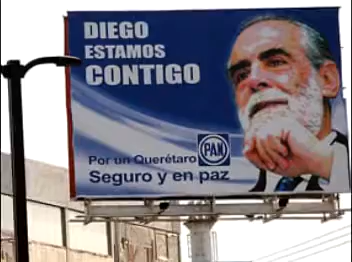 DIEGO
ESTAMOS
CONTIGO
PAN
Por un Querétaro
Seguro y en paz